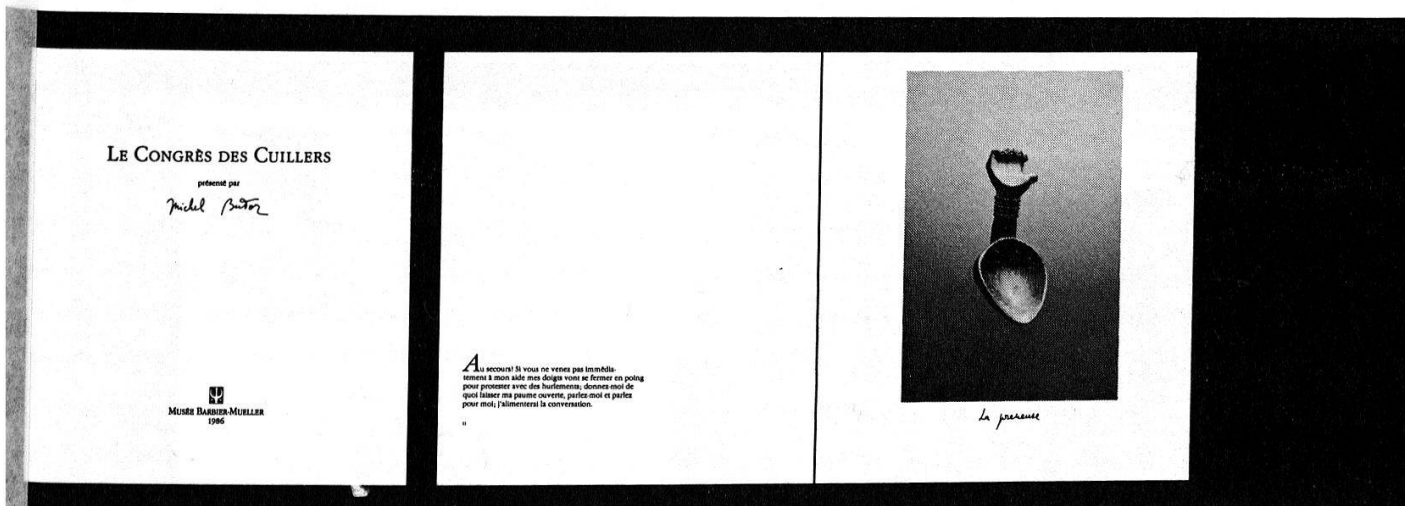 LE CONGRÈS DES CUILLERS
présenté par
Michel Butor
MUSÉE BARBIER-MUELLER
1986
Au secours! Si vous ne venez pas immédia-
tement à mon aide mes doigts vont se fermer en poing
pour protester avec des hurlements; donnez-moi de
quoi laisser ma paume ouverte, parlez-moi et parlez
pour moi; j'alimenterai la conversation.
La